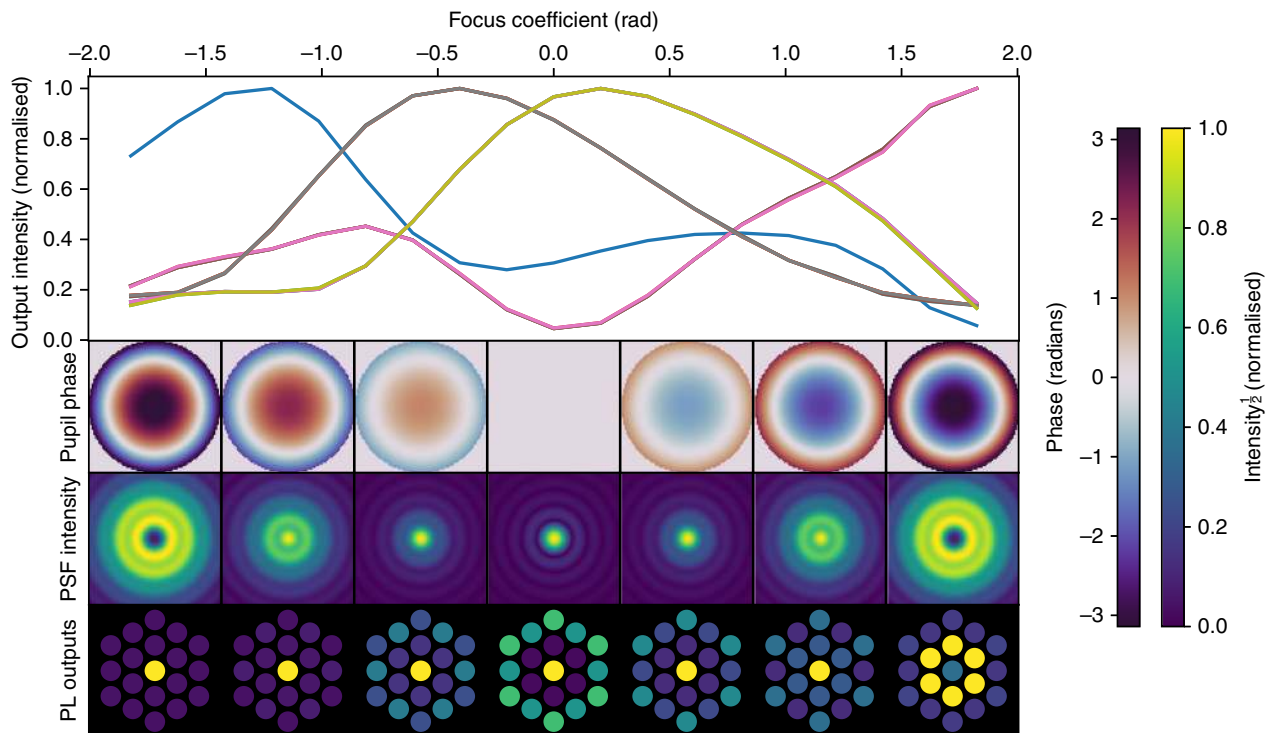 Focus coefficient (rad)
−2.0 −1.5 −1.0 −0.5 0.0 0.5 1.0 1.5 2.0
Output intensity (normalised)
1.0
0.8
0.6
0.4
0.2
0.0
Pupil phase
PSF intensity
PL outputs
Phase (radians)
3
2
1
0
−1
−2
−3
1.0
0.8
0.6
0.4
0.2
0.0
Intensity^{1/2} (normalised)